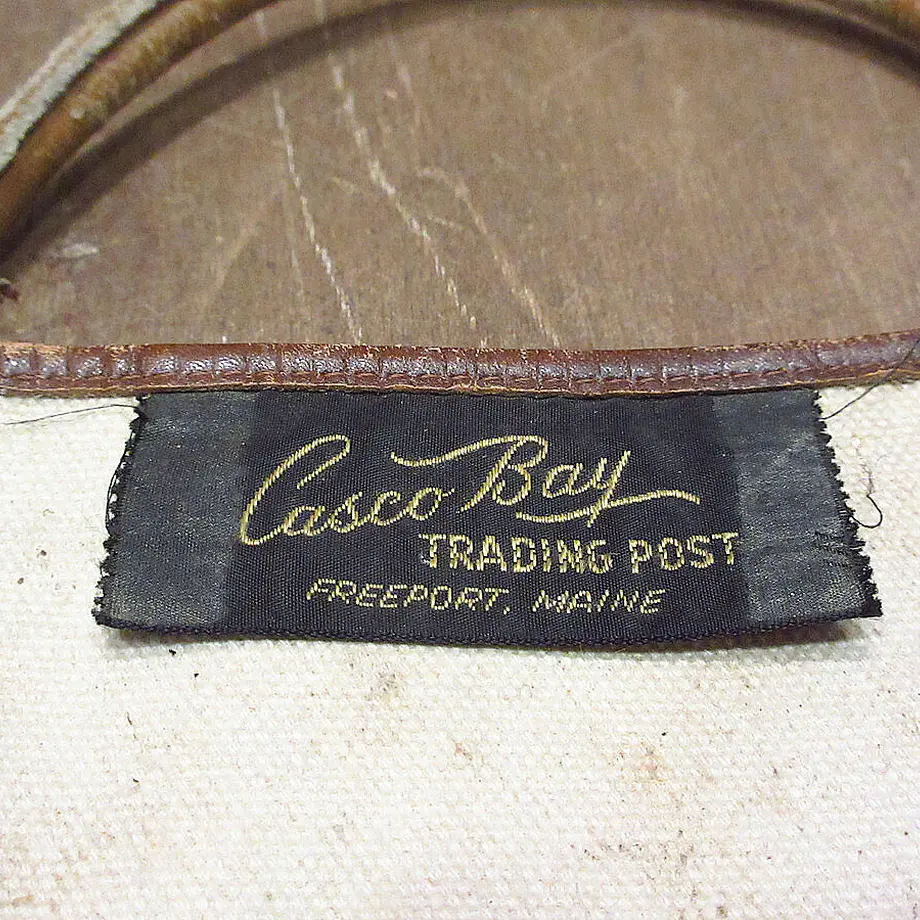 Casco Bay
TRADING POST
FREEPORT, MAINE